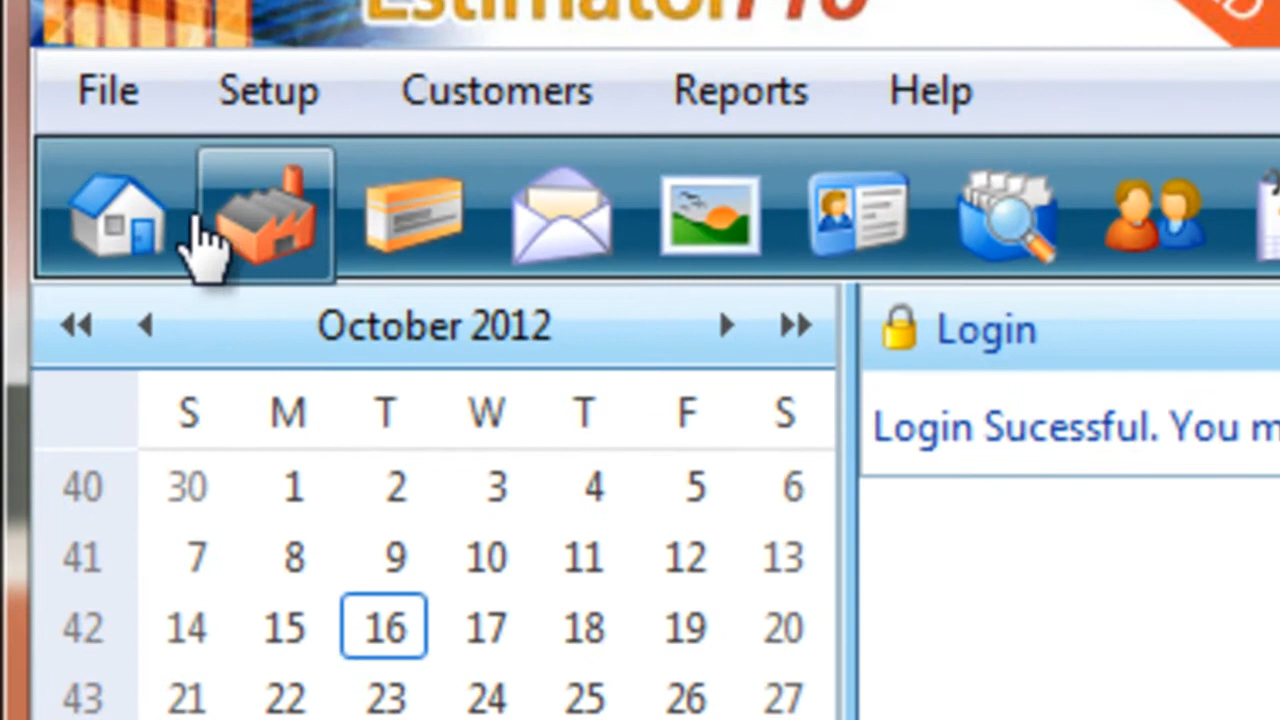 EstimatorPro
File Setup Customers Reports Help
October 2012
Login
S M T W T F S
Login Sucessful. You m
40 30 1 2 3 4 5 6
41 7 8 9 10 11 12 13
42 14 15 16 17 18 19 20
43 21 22 23 24 25 26 27